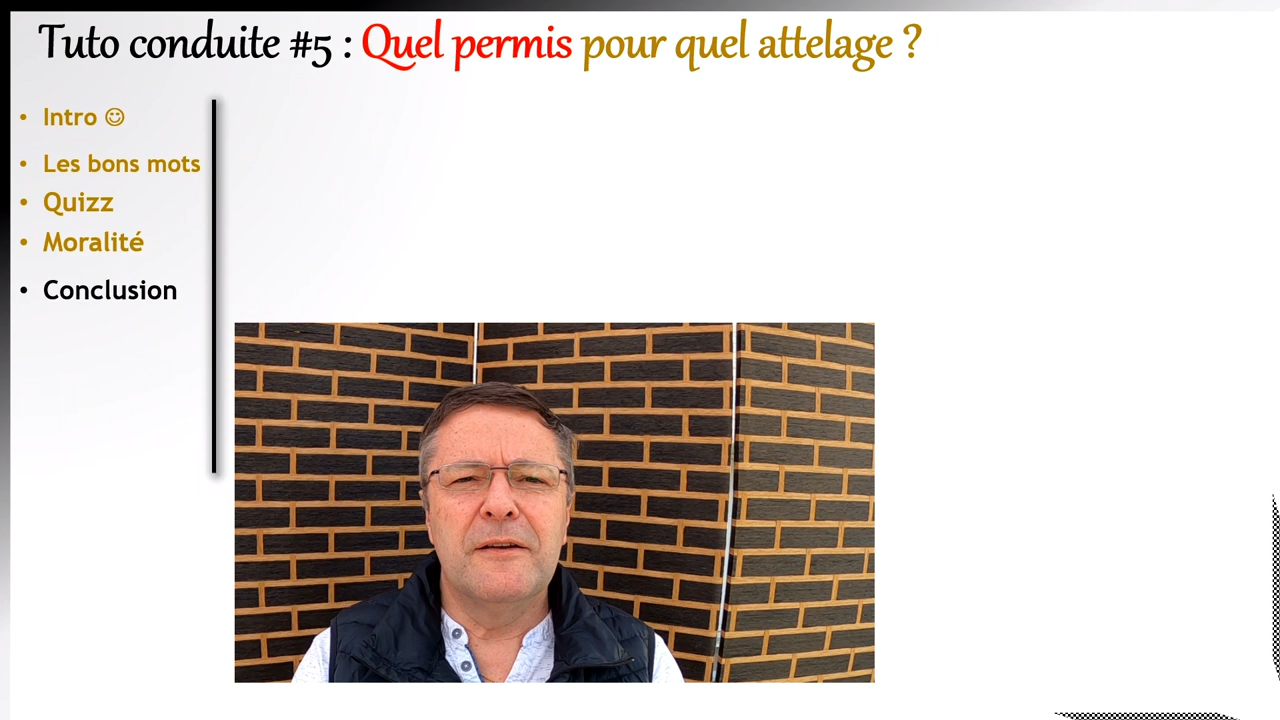 Tuto conduite #5 : Quel permis pour quel attelage ?
• Intro ☺
• Les bons mots
• Quizz
• Moralité
• Conclusion